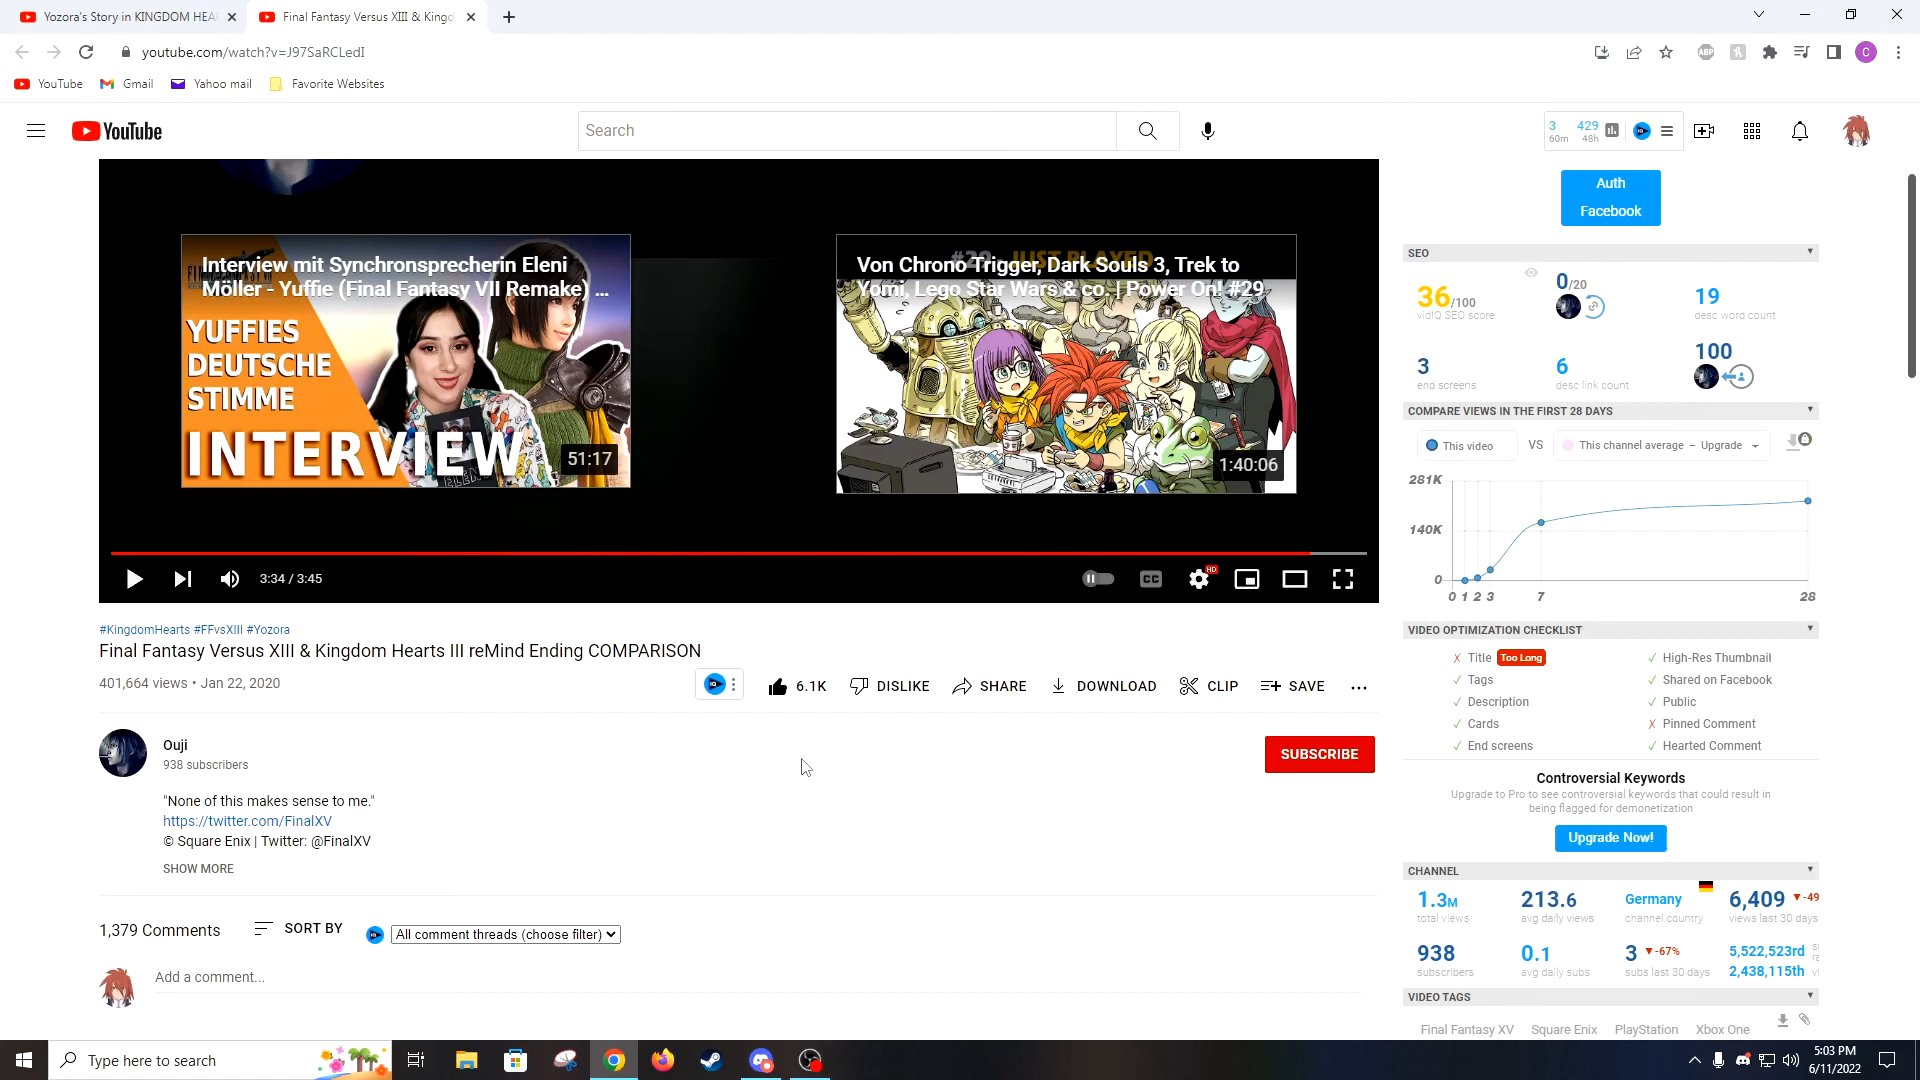 Yozora's Story in KINGDOM HEA
Final Fantasy Versus XIII & Kingd
youtube.com/watch?v=J97SaRCLedI
ABP
C
YouTube
Gmail
Yahoo mail
Favorite Websites
YouTube
Search
3
60m
429
48h
Auth
Facebook
Interview mit Synchronsprecherin Eleni
Möller - Yuffie (Final Fantasy VII Remake) ...
YUFFIES
DEUTSCHE
STIMME
INTERVIEW
51:17
#29 JUST PLAYED
Von Chrono Trigger, Dark Souls 3, Trek to
Yomi, Lego Star Wars & co. | Power On! #29
1:40:06
3:34 / 3:45
CC
HD
#KingdomHearts #FFvsXIII #Yozora
Final Fantasy Versus XIII & Kingdom Hearts III reMind Ending COMPARISON
401,664 views • Jan 22, 2020
6.1K
DISLIKE
SHARE
DOWNLOAD
CLIP
SAVE
Ouji
938 subscribers
SUBSCRIBE
"None of this makes sense to me."
https://twitter.com/FinalXV
© Square Enix | Twitter: @FinalXV
SHOW MORE
1,379 Comments
SORT BY
All comment threads (choose filter)
Add a comment...
SEO
36/100
vidIQ SEO score
0/20
19
desc word count
3
end screens
6
desc link count
100
COMPARE VIEWS IN THE FIRST 28 DAYS
This video
VS
This channel average – Upgrade
281K
140K
0
0 1 2 3 7 28
VIDEO OPTIMIZATION CHECKLIST
✗ Title Too Long
✓ High-Res Thumbnail
✓ Tags
✓ Shared on Facebook
✓ Description
✓ Public
✓ Cards
✗ Pinned Comment
✓ End screens
✓ Hearted Comment
Controversial Keywords
Upgrade to Pro to see controversial keywords that could result in
being flagged for demonetization
Upgrade Now!
CHANNEL
1.3M
total views
213.6
avg daily views
Germany
channel country
6,409 ▼-49
views last 30 days
938
subscribers
0.1
avg daily subs
3 ▼-67%
subs last 30 days
5,522,523rd
2,438,115th
VIDEO TAGS
Final Fantasy XV
Square Enix
PlayStation
Xbox One
Type here to search
5:03 PM
6/11/2022